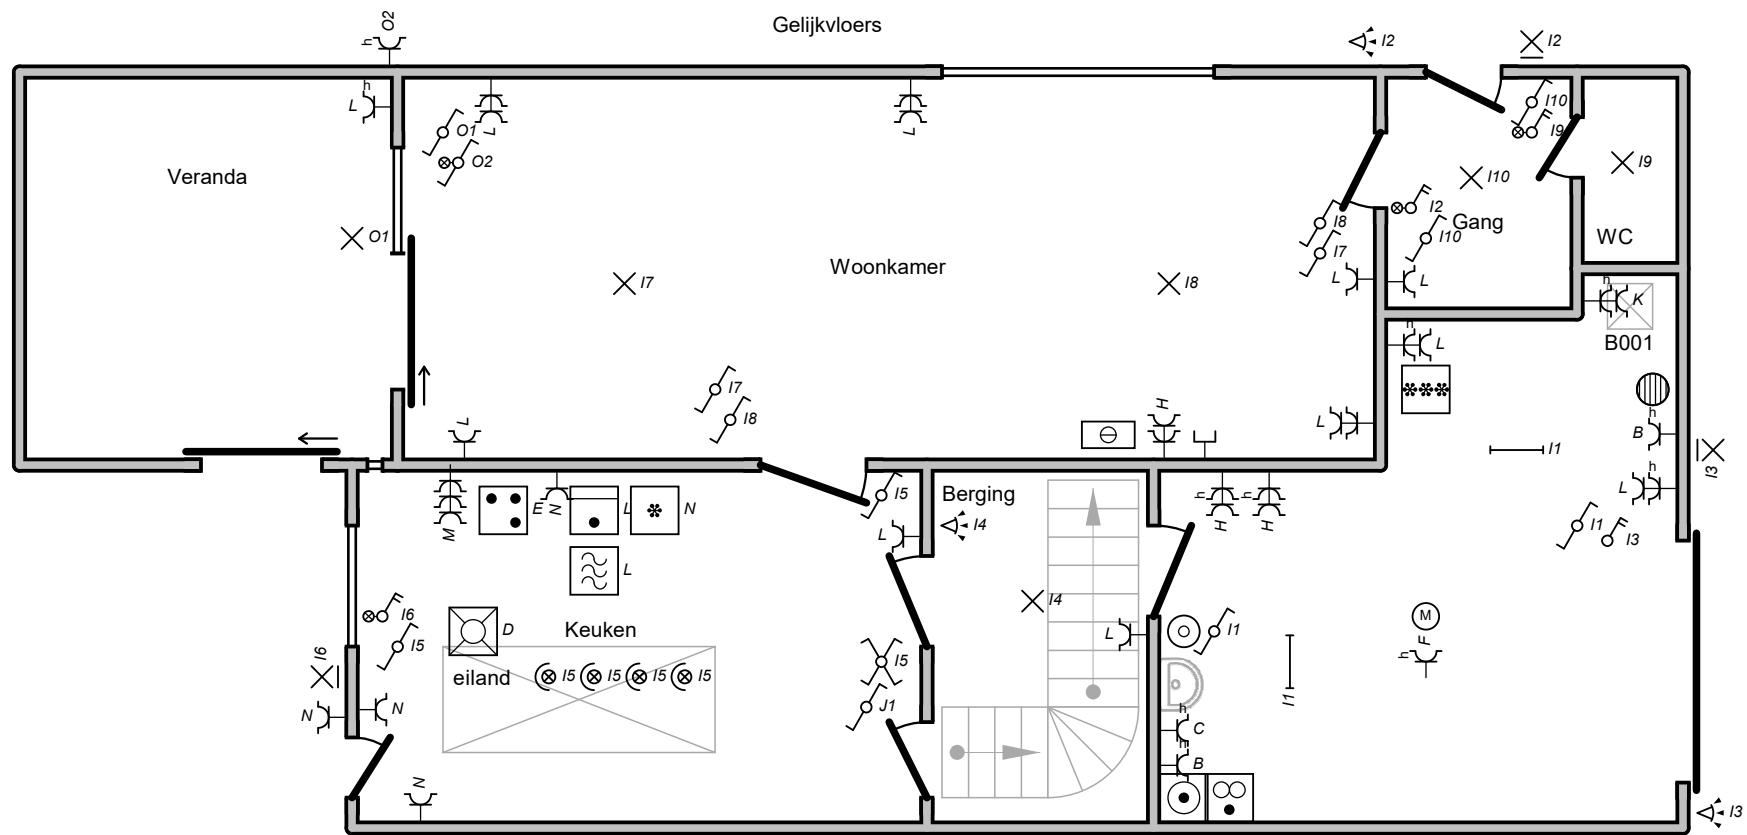 Gelijkvloers
O2
h
I2
I2
h
L
L
L
O1
O2
I10
I9
I9
Veranda
I10
I2
Gang
I10
WC
I8
I7
O1
Woonkamer
I7
I8
L
L
h
K
B001
h
L
I7
I8
L
H
L
h
B
I1
I3
h
L
I5
Berging
I4
L
E
N
L
N
M
h
H
h
H
I1
I3
L
I4
I6
I5
I6
D
Keuken
eiland
I5
I5
I5
I5
I5
J1
L
I1
I1
M
F
h
N
N
h
C
h
B
N
I3